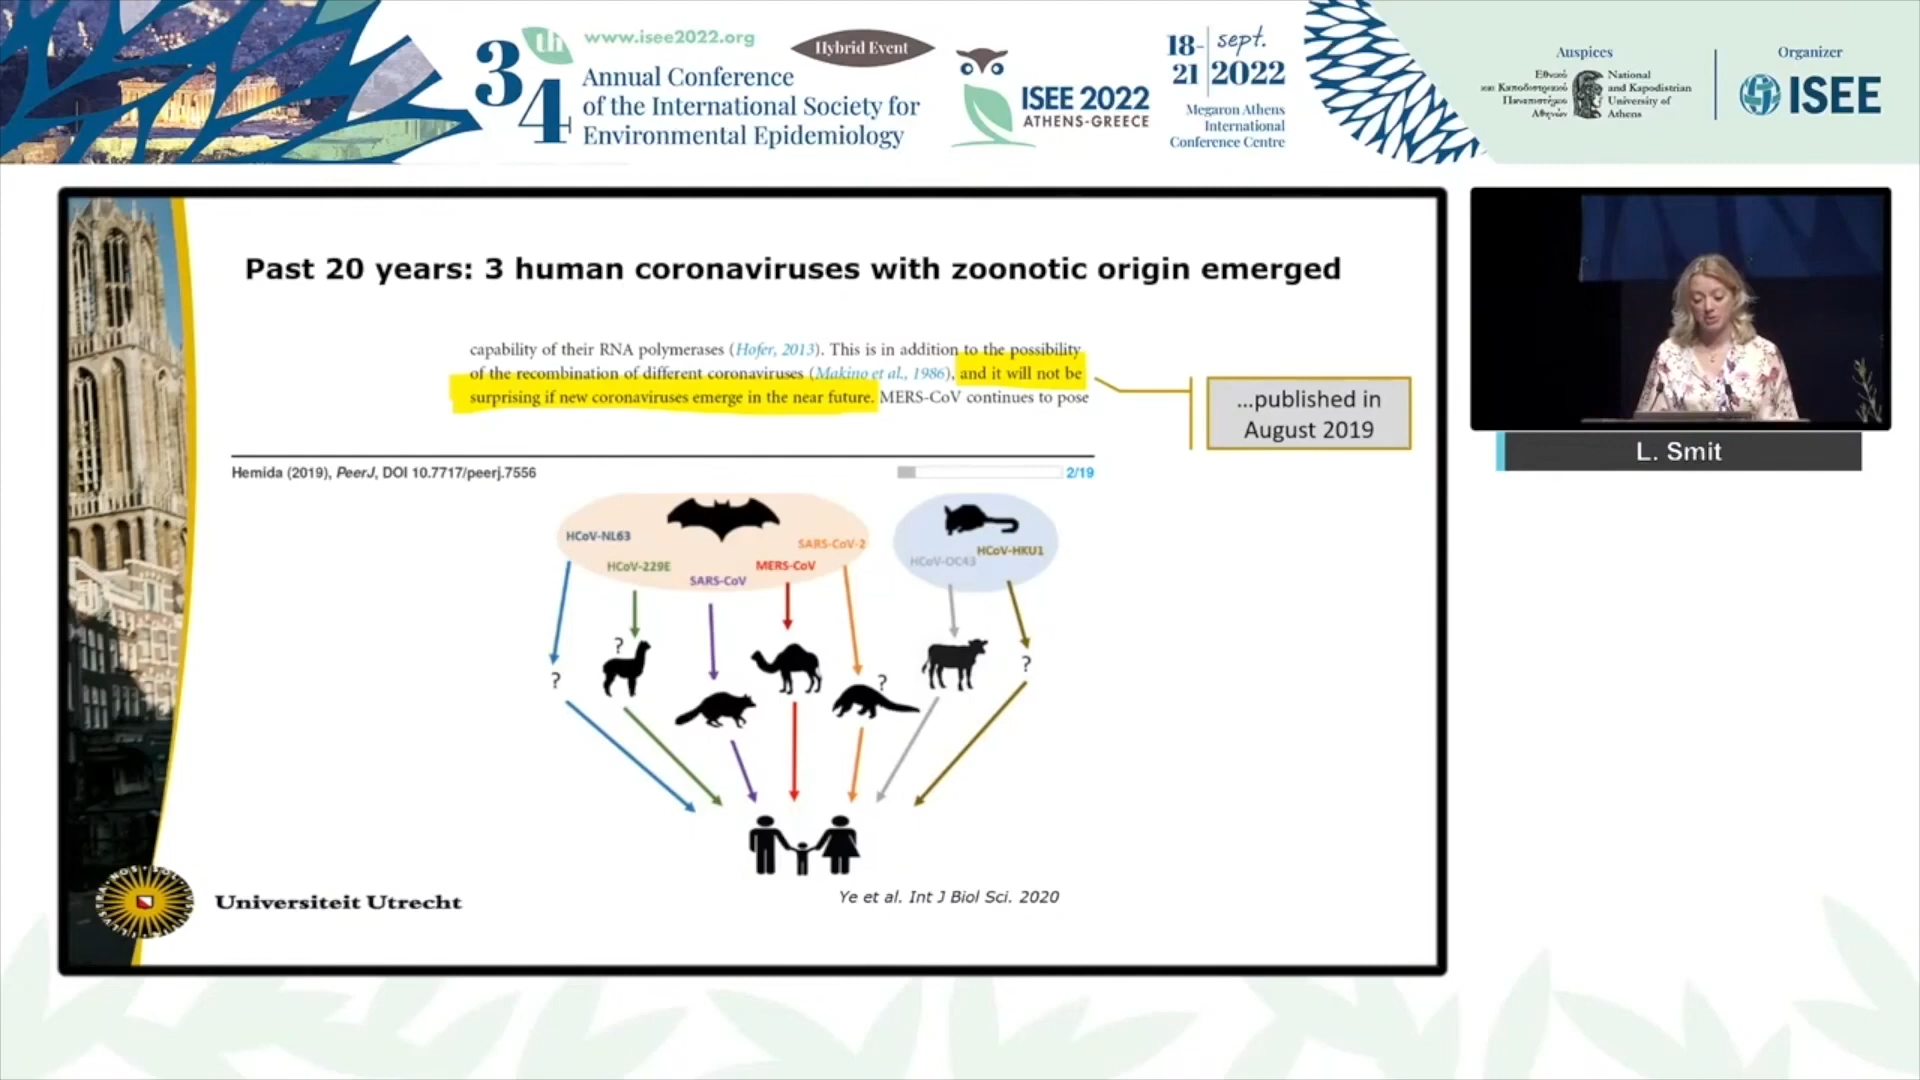 34
www.isee2022.org
Hybrid Event
Annual Conference
of the International Society for
Environmental Epidemiology
ISEE 2022
ATHENS-GREECE
18-21 sept. 2022
Megaron Athens
International
Conference Centre
Auspices
Εθνικό
και Καποδιστριακό
Πανεπιστήμιο
Αθηνών
National
and Kapodistrian
University of
Athens
Organizer
ISEE
Past 20 years: 3 human coronaviruses with zoonotic origin emerged
capability of their RNA polymerases (Hofer, 2013). This is in addition to the possibility
of the recombination of different coronaviruses (Makino et al., 1986), and it will not be
surprising if new coronaviruses emerge in the near future. MERS-CoV continues to pose
...published in
August 2019
Hemida (2019), PeerJ, DOI 10.7717/peerj.7556
2/19
HCoV-NL63
HCoV-229E
SARS-CoV
MERS-CoV
SARS-CoV-2
HCoV-OC43
HCoV-HKU1
?
?
?
?
Ye et al. Int J Biol Sci. 2020
Universiteit Utrecht
L. Smit